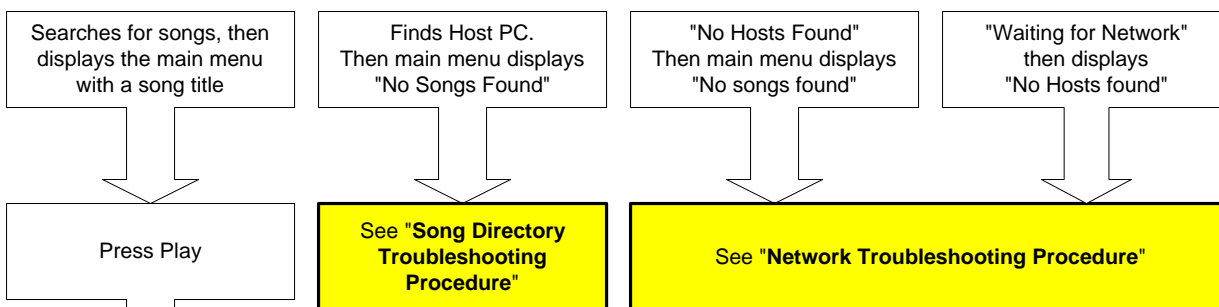 Searches for songs, then
displays the main menu
with a song title
Finds Host PC.
Then main menu displays
"No Songs Found"
"No Hosts Found"
Then main menu displays
"No songs found"
"Waiting for Network"
then displays
"No Hosts found"
Press Play
See "Song Directory
Troubleshooting
Procedure"
See "Network Troubleshooting Procedure"